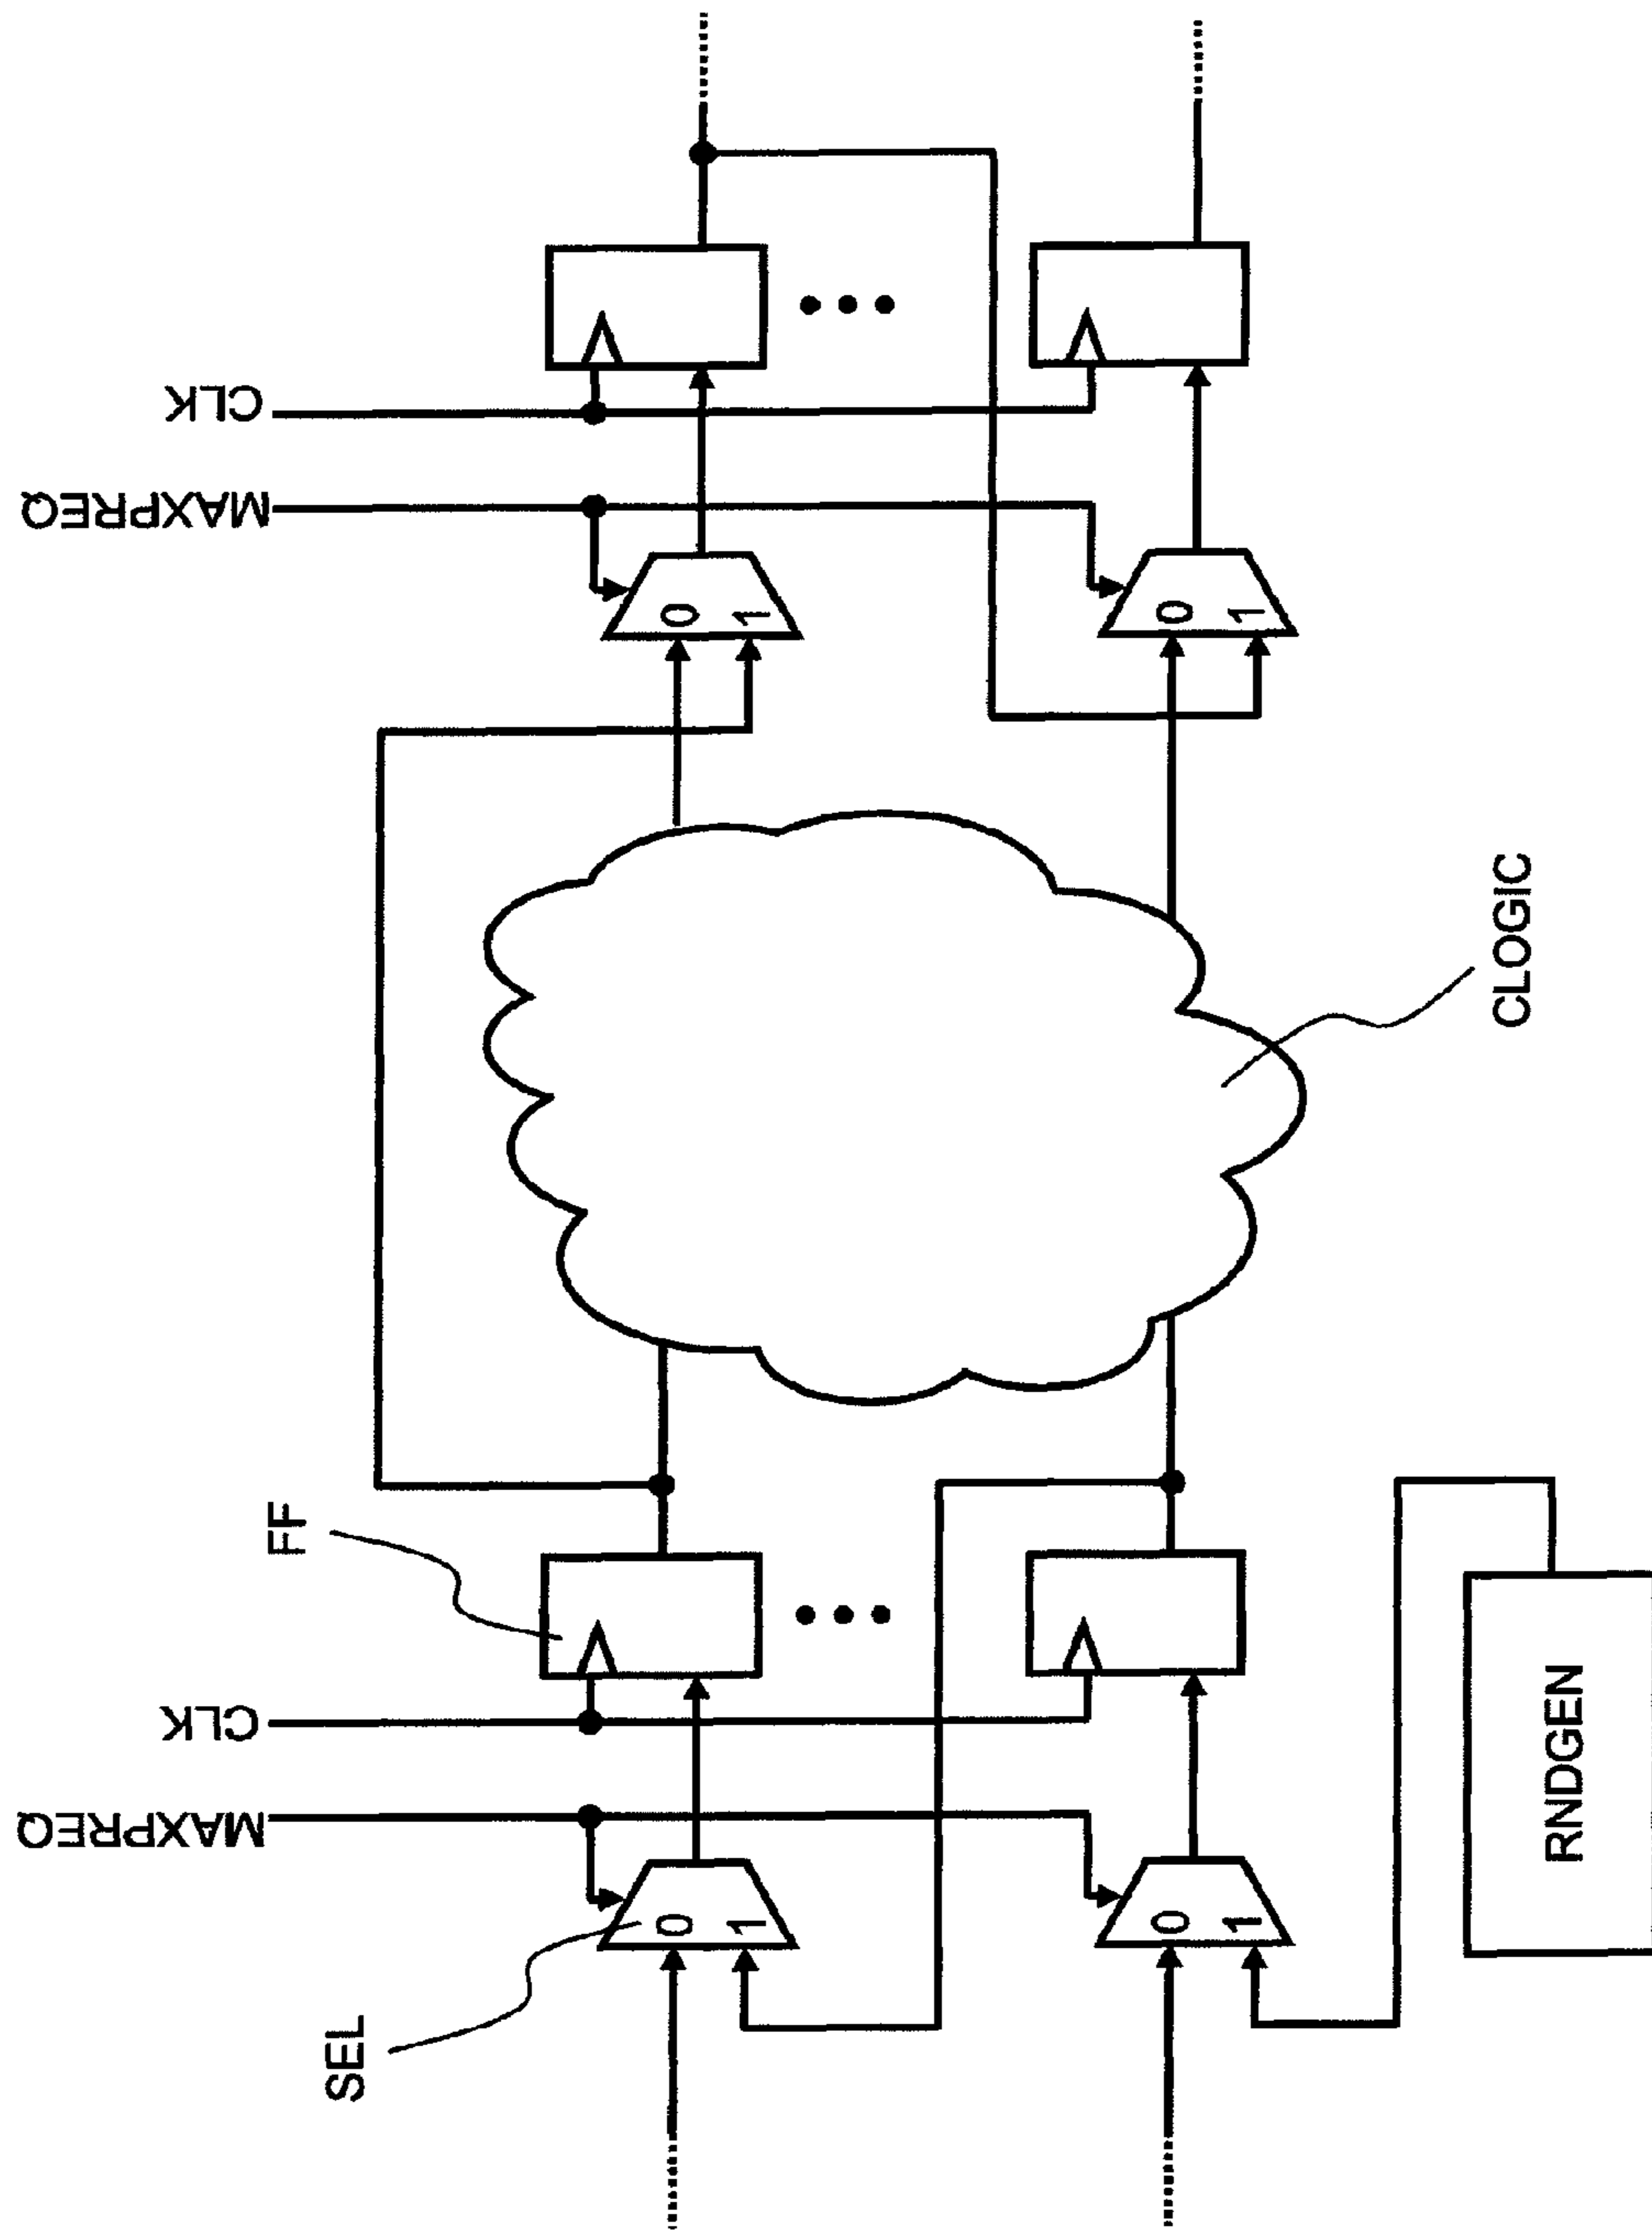 MAXPREQ
CLK
MAXPREQ
CLK
SEL
FF
0
1
0
1
0
1
0
1
CLOGIC
RNDGEN